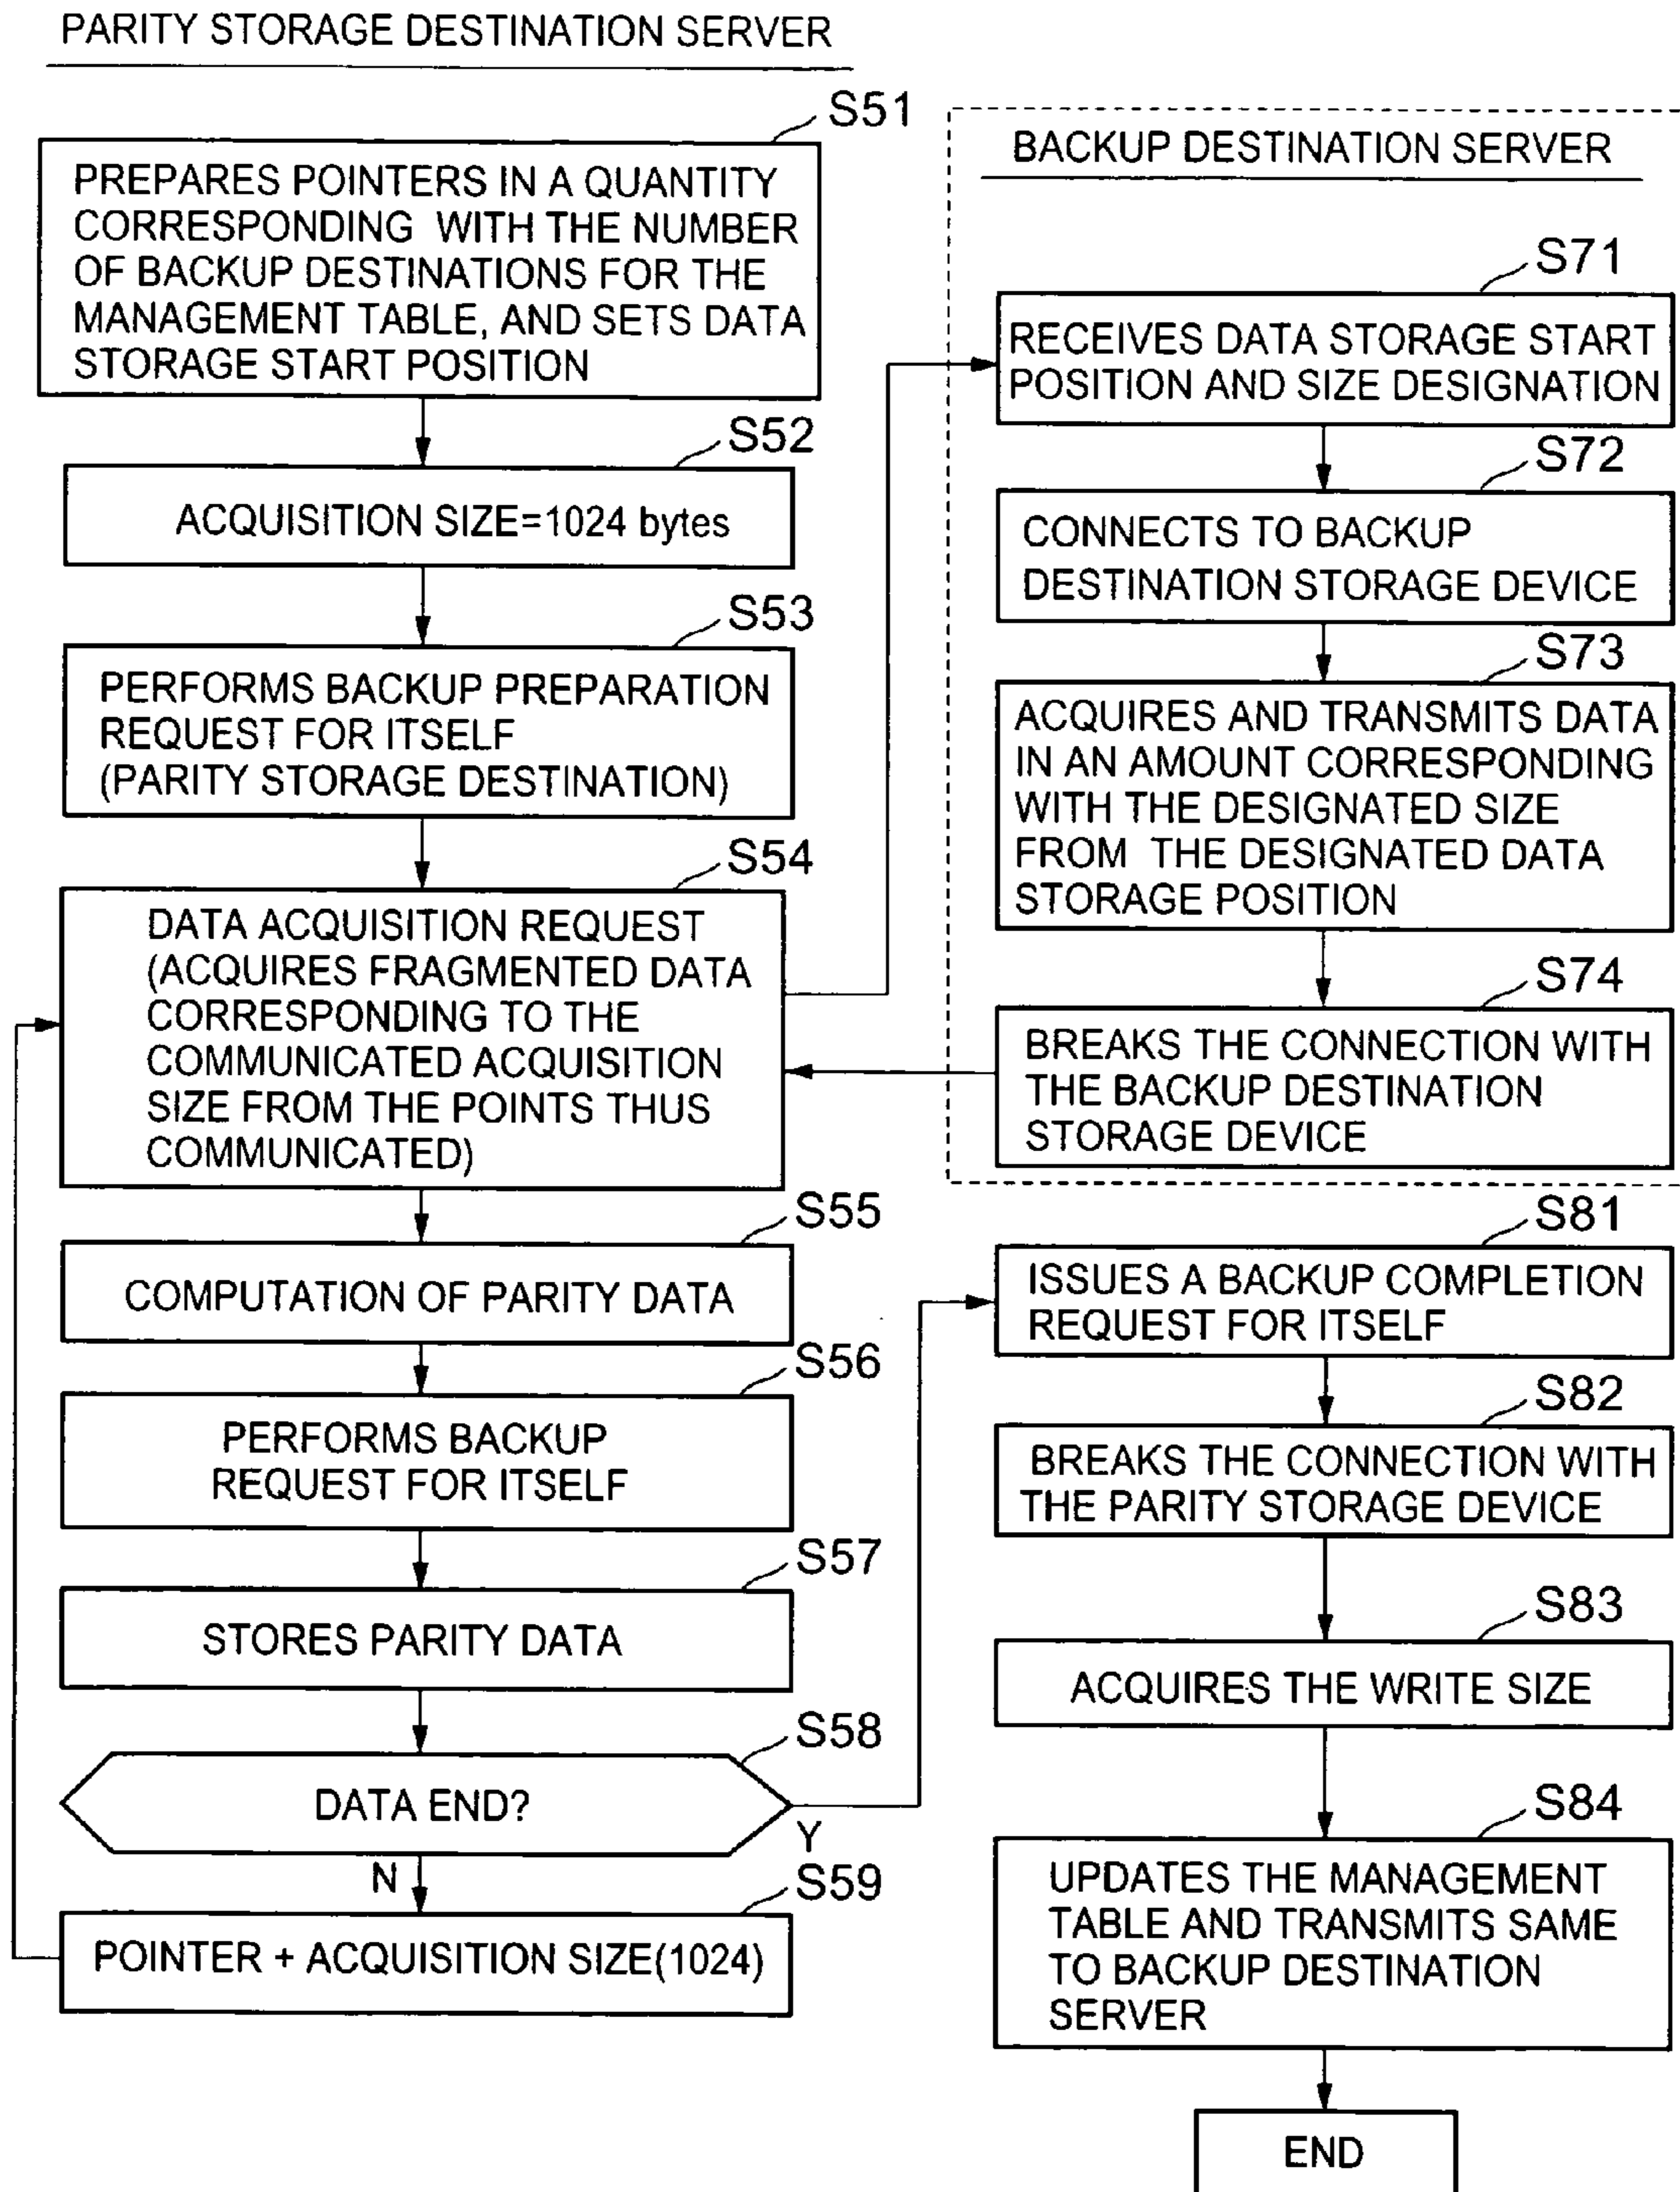 PARITY STORAGE DESTINATION SERVER
S51
PREPARES POINTERS IN A QUANTITY
CORRESPONDING WITH THE NUMBER
OF BACKUP DESTINATIONS FOR THE
MANAGEMENT TABLE, AND SETS DATA
STORAGE START POSITION
S52
ACQUISITION SIZE=1024 bytes
S53
PERFORMS BACKUP PREPARATION
REQUEST FOR ITSELF
(PARITY STORAGE DESTINATION)
S54
DATA ACQUISITION REQUEST
(ACQUIRES FRAGMENTED DATA
CORRESPONDING TO THE
COMMUNICATED ACQUISITION
SIZE FROM THE POINTS THUS
COMMUNICATED)
S55
COMPUTATION OF PARITY DATA
S56
PERFORMS BACKUP
REQUEST FOR ITSELF
S57
STORES PARITY DATA
S58
DATA END?
Y
N
S59
POINTER + ACQUISITION SIZE(1024)
BACKUP DESTINATION SERVER
S71
RECEIVES DATA STORAGE START
POSITION AND SIZE DESIGNATION
S72
CONNECTS TO BACKUP
DESTINATION STORAGE DEVICE
S73
ACQUIRES AND TRANSMITS DATA
IN AN AMOUNT CORRESPONDING
WITH THE DESIGNATED SIZE
FROM THE DESIGNATED DATA
STORAGE POSITION
S74
BREAKS THE CONNECTION WITH
THE BACKUP DESTINATION
STORAGE DEVICE
S81
ISSUES A BACKUP COMPLETION
REQUEST FOR ITSELF
S82
BREAKS THE CONNECTION WITH
THE PARITY STORAGE DEVICE
S83
ACQUIRES THE WRITE SIZE
S84
UPDATES THE MANAGEMENT
TABLE AND TRANSMITS SAME
TO BACKUP DESTINATION
SERVER
END